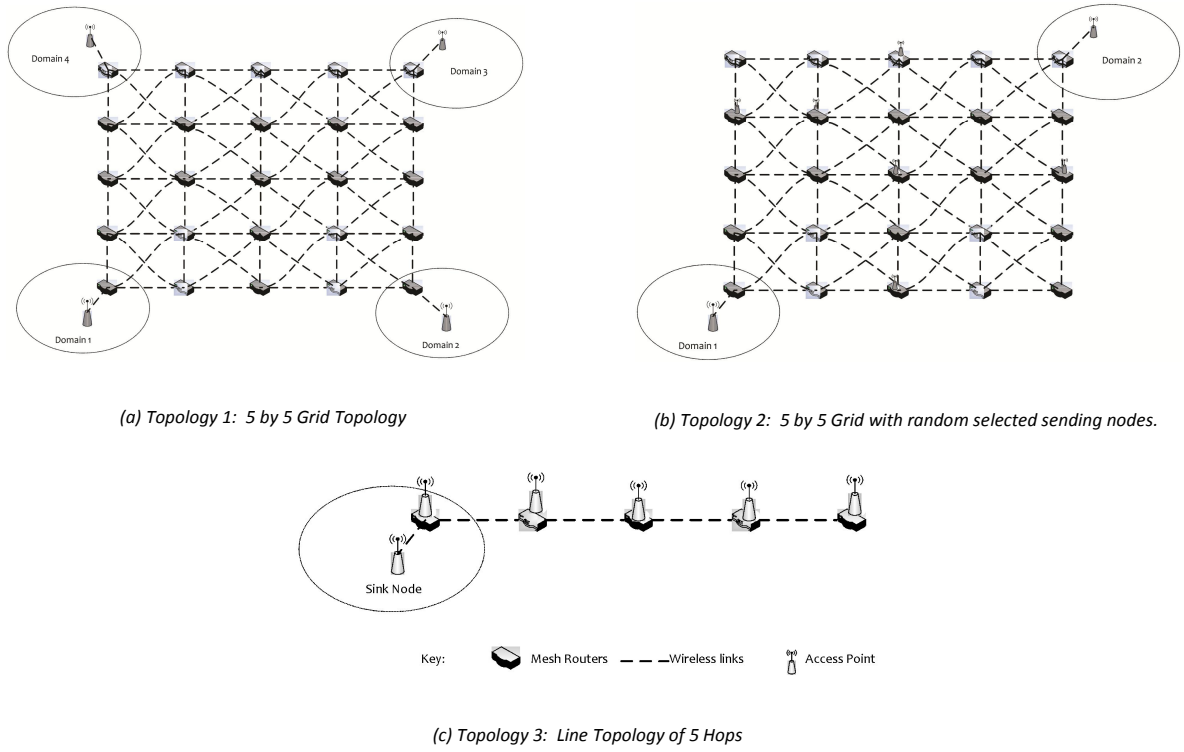 Domain 4
Domain 3
Domain 1
Domain 2
(a) Topology 1: 5 by 5 Grid Topology
Domain 2
Domain 1
(b) Topology 2: 5 by 5 Grid with random selected sending nodes.
Sink Node
Key: Mesh Routers Wireless links Access Point
(c) Topology 3: Line Topology of 5 Hops